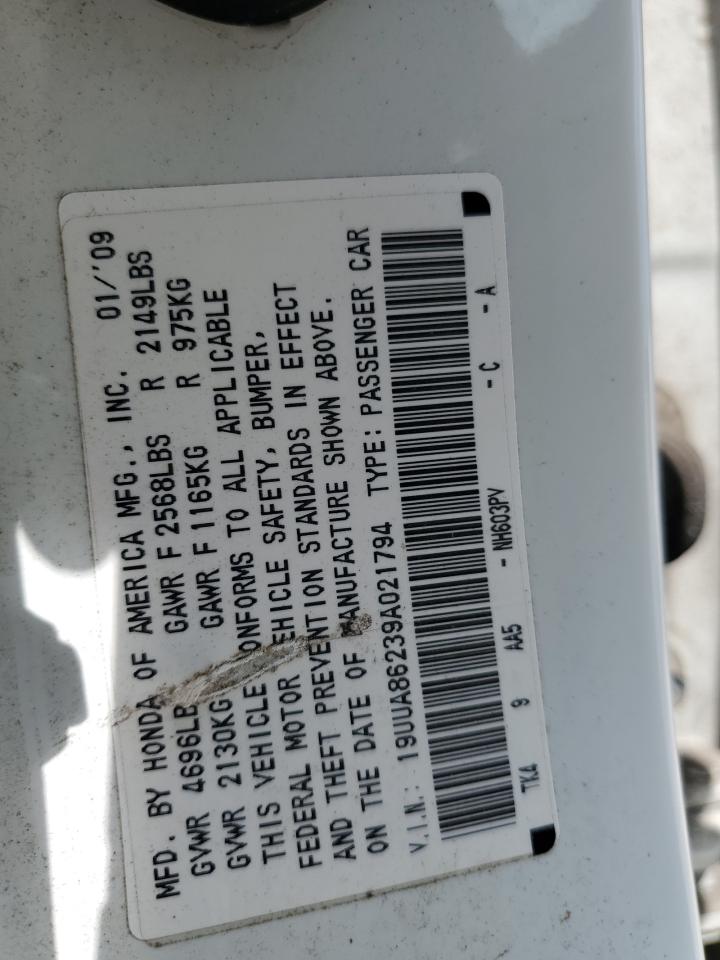 MFD. BY HONDA OF AMERICA MFG., INC. 01/'09
GVWR 4696LB GAWR F 2568LBS R 2149LBS
GVWR 2130KG GAWR F 1165KG R 975KG
THIS VEHICLE CONFORMS TO ALL APPLICABLE
FEDERAL MOTOR VEHICLE SAFETY, BUMPER,
AND THEFT PREVENTION STANDARDS IN EFFECT
ON THE DATE OF MANUFACTURE SHOWN ABOVE.
V.I.N.: 19UUA86239A021794 TYPE: PASSENGER CAR
TK4 9 AA5 - NH603PV - C - A